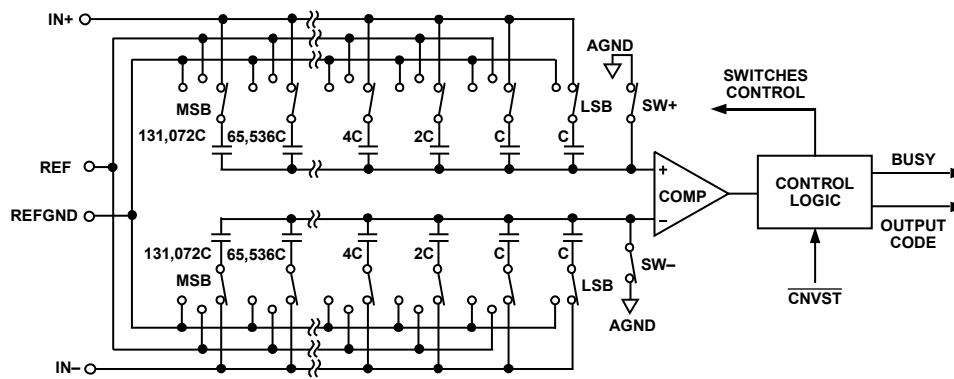 IN+
AGND
SWITCHES
CONTROL
MSB
LSB
SW+
131,072C 65,536C 4C 2C C C
BUSY
REF
+
COMP
−
CONTROL
LOGIC
REFGND
OUTPUT
CODE
131,072C 65,536C 4C 2C C C
MSB
LSB
SW−
CNVST
AGND
IN−